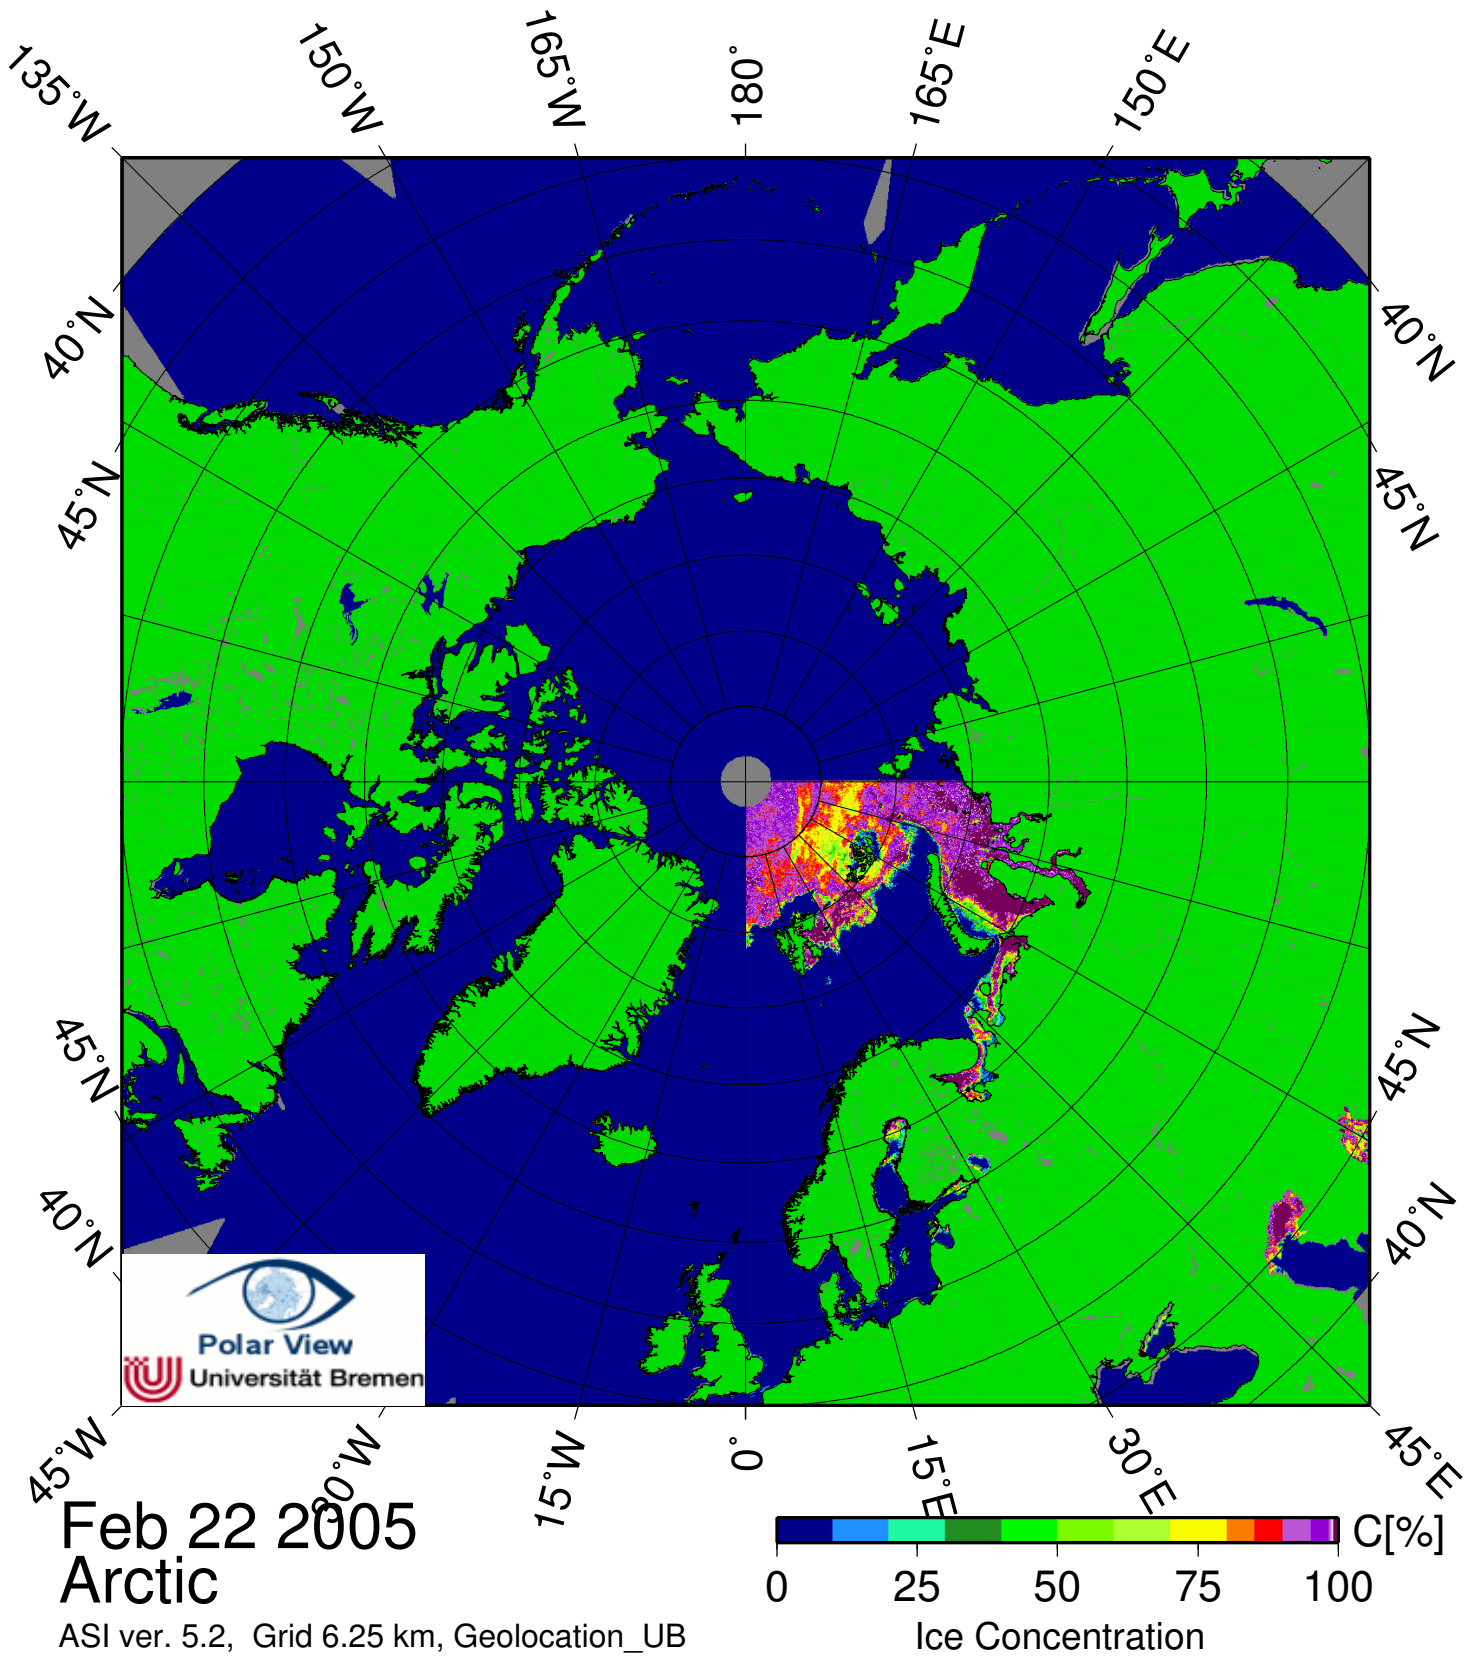 135°W
150°W
165°W
180°
165°E
150°E
40°N
40°N
45°N
45°N
45°N
45°N
40°N
40°N
Polar View
Universität Bremen
45°W
30°W
15°W
0°
15°E
30°E
45°E
Feb 22 2005
Arctic
ASI ver. 5.2, Grid 6.25 km, Geolocation_UB
C[%]
0 25 50 75 100
Ice Concentration